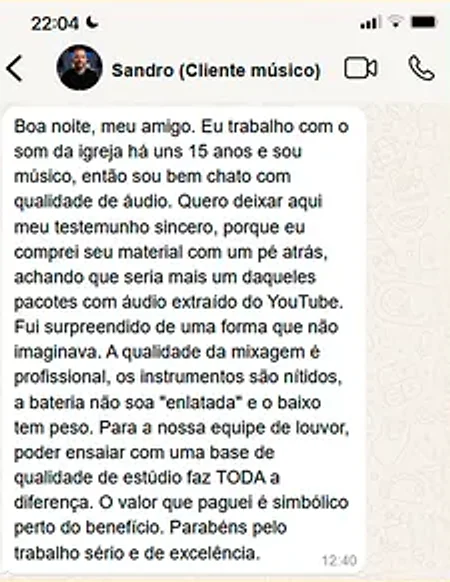 22:04
Sandro (Cliente músico)
Boa noite, meu amigo. Eu trabalho com o
som da igreja há uns 15 anos e sou
músico, então sou bem chato com
qualidade de áudio. Quero deixar aqui
meu testemunho sincero, porque eu
comprei seu material com um pé atrás,
achando que seria mais um daqueles
pacotes com áudio extraído do YouTube.
Fui surpreendido de uma forma que não
imaginava. A qualidade da mixagem é
profissional, os instrumentos são nítidos,
a bateria não soa "enlatada" e o baixo
tem peso. Para a nossa equipe de louvor,
poder ensaiar com uma base de
qualidade de estúdio faz TODA a
diferença. O valor que paguei é simbólico
perto do benefício. Parabéns pelo
trabalho sério e de excelência.
12:40